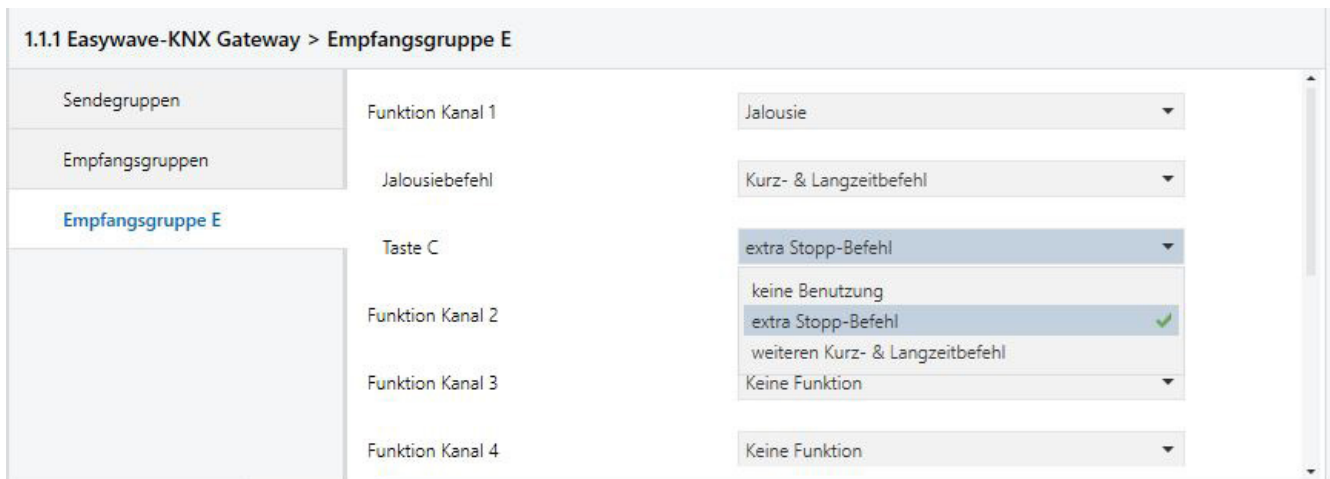 1.1.1 Easywave-KNX Gateway > Empfangsgruppe E
Sendegruppen
Empfangsgruppen
Empfangsgruppe E
Funktion Kanal 1 Jalousie
Jalousiebefehl Kurz- & Langzeitbefehl
Taste C extra Stopp-Befehl
keine Benutzung
extra Stopp-Befehl
weiteren Kurz- & Langzeitbefehl
Funktion Kanal 2
Funktion Kanal 3 Keine Funktion
Funktion Kanal 4 Keine Funktion